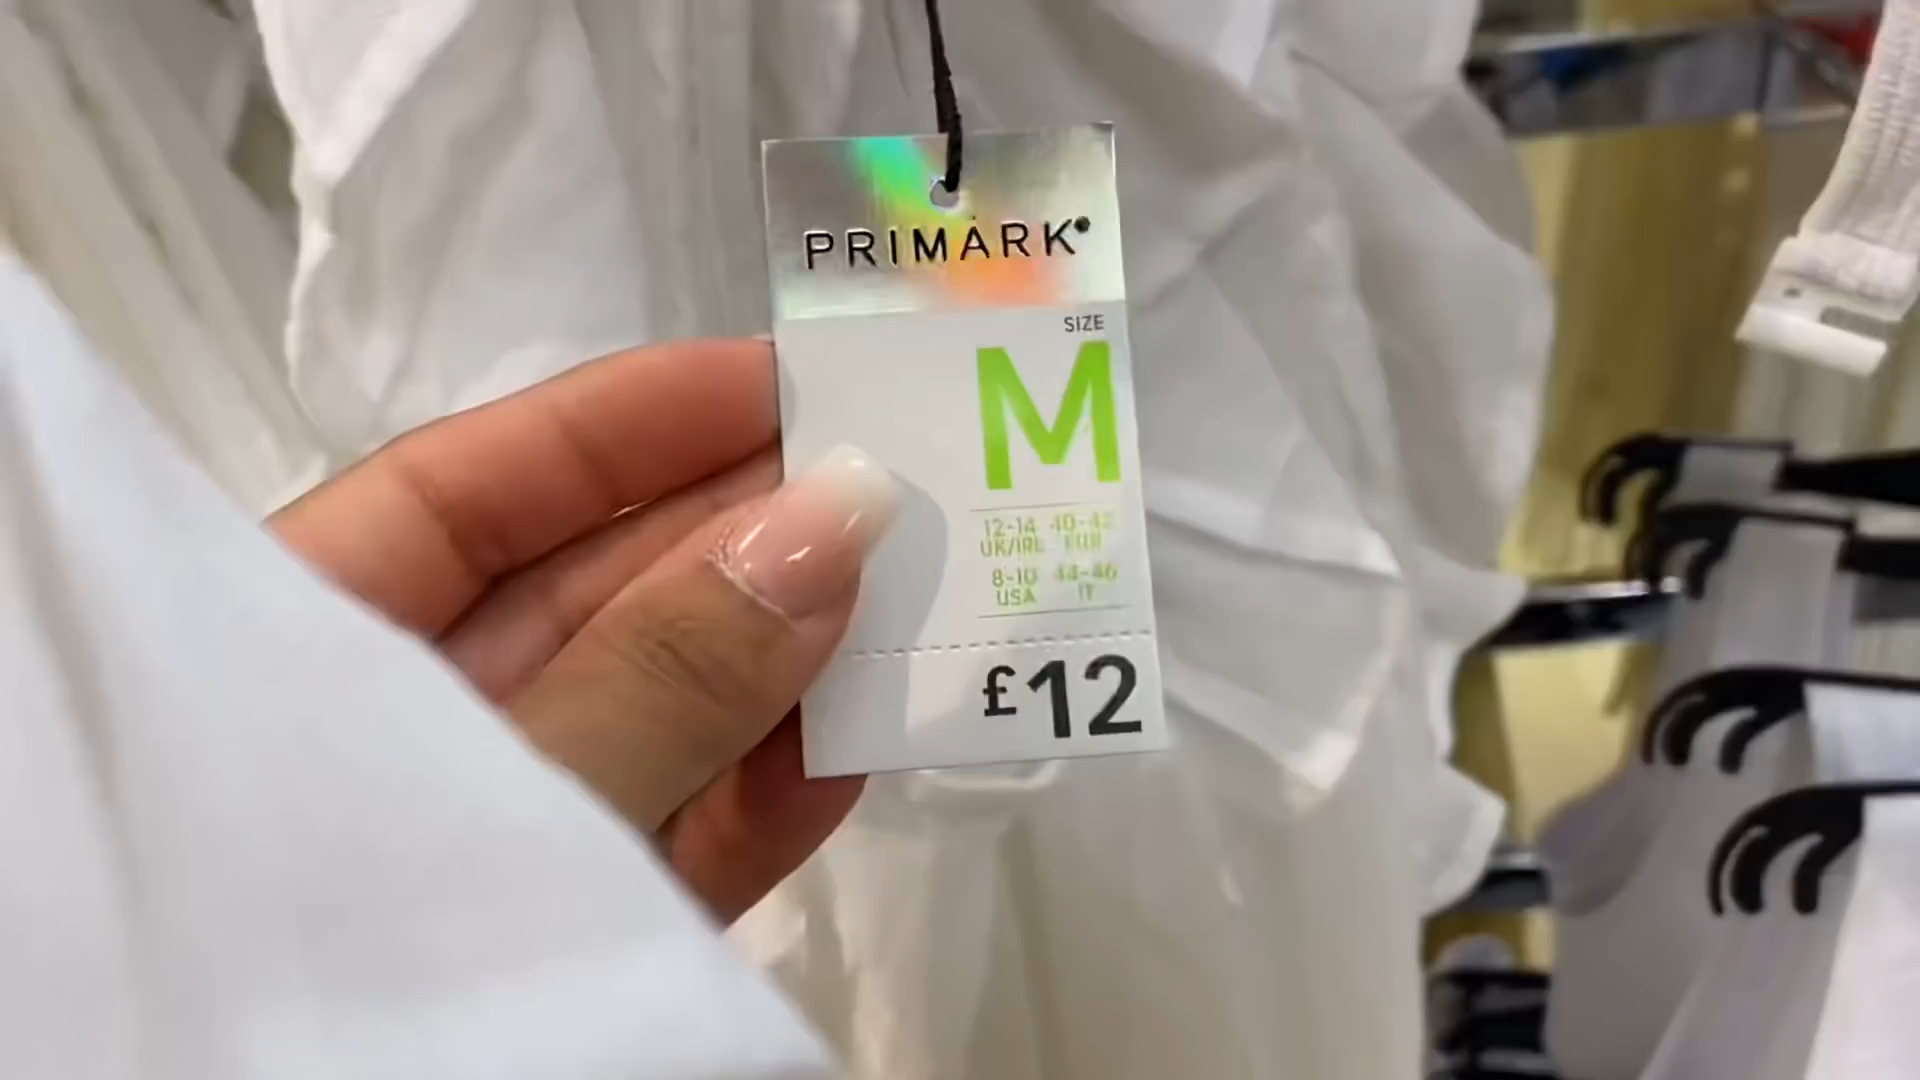 PRIMARK
SIZE
M
12-14 40-42
UK/IRL EUR
8-10 44-46
USA IT
£12